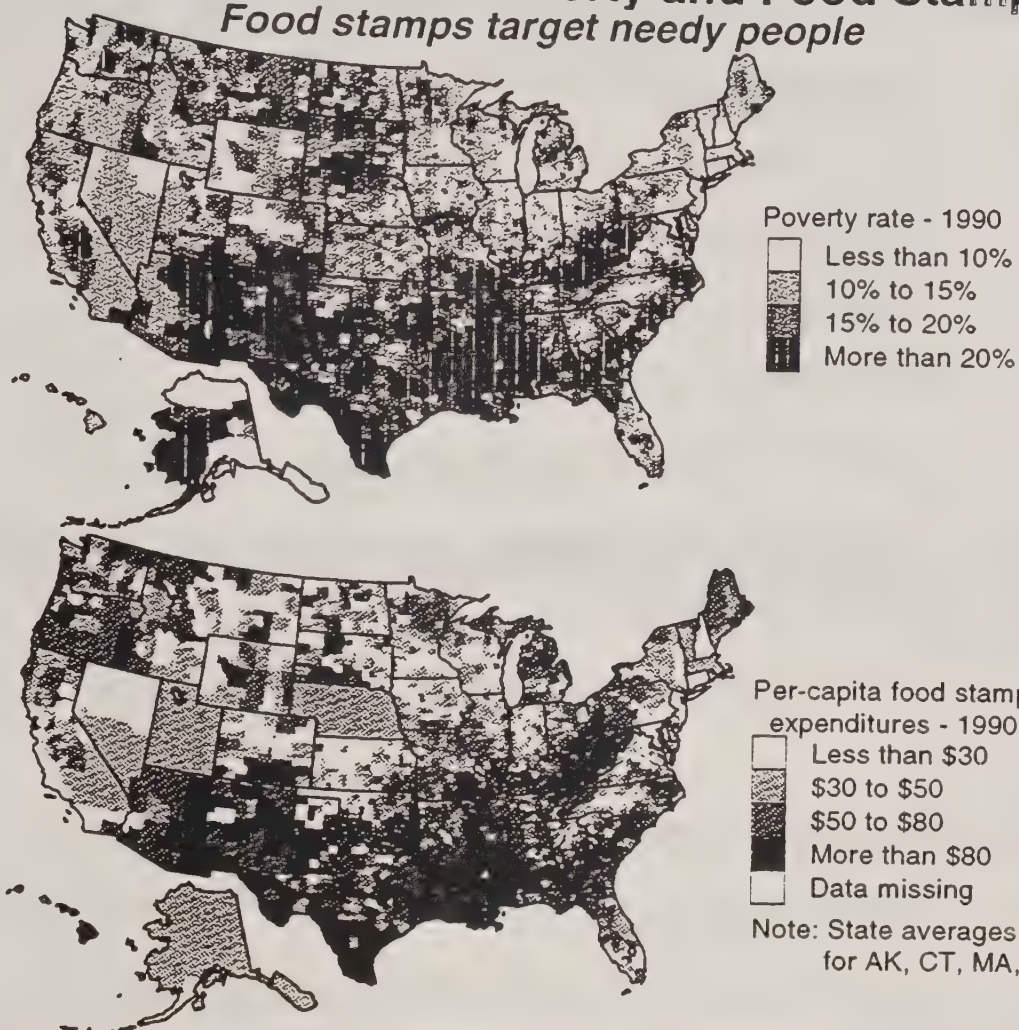 and Food
Food stamps target needy people
Poverty rate - 1990
Less than 10%
10% to 15%
15% to 20%
More than 20%
Per-capita food stamp
expenditures - 1990
Less than $30
$30 to $50
$50 to $80
More than $80
Data missing
Note: State averages
for AK, CT, MA,